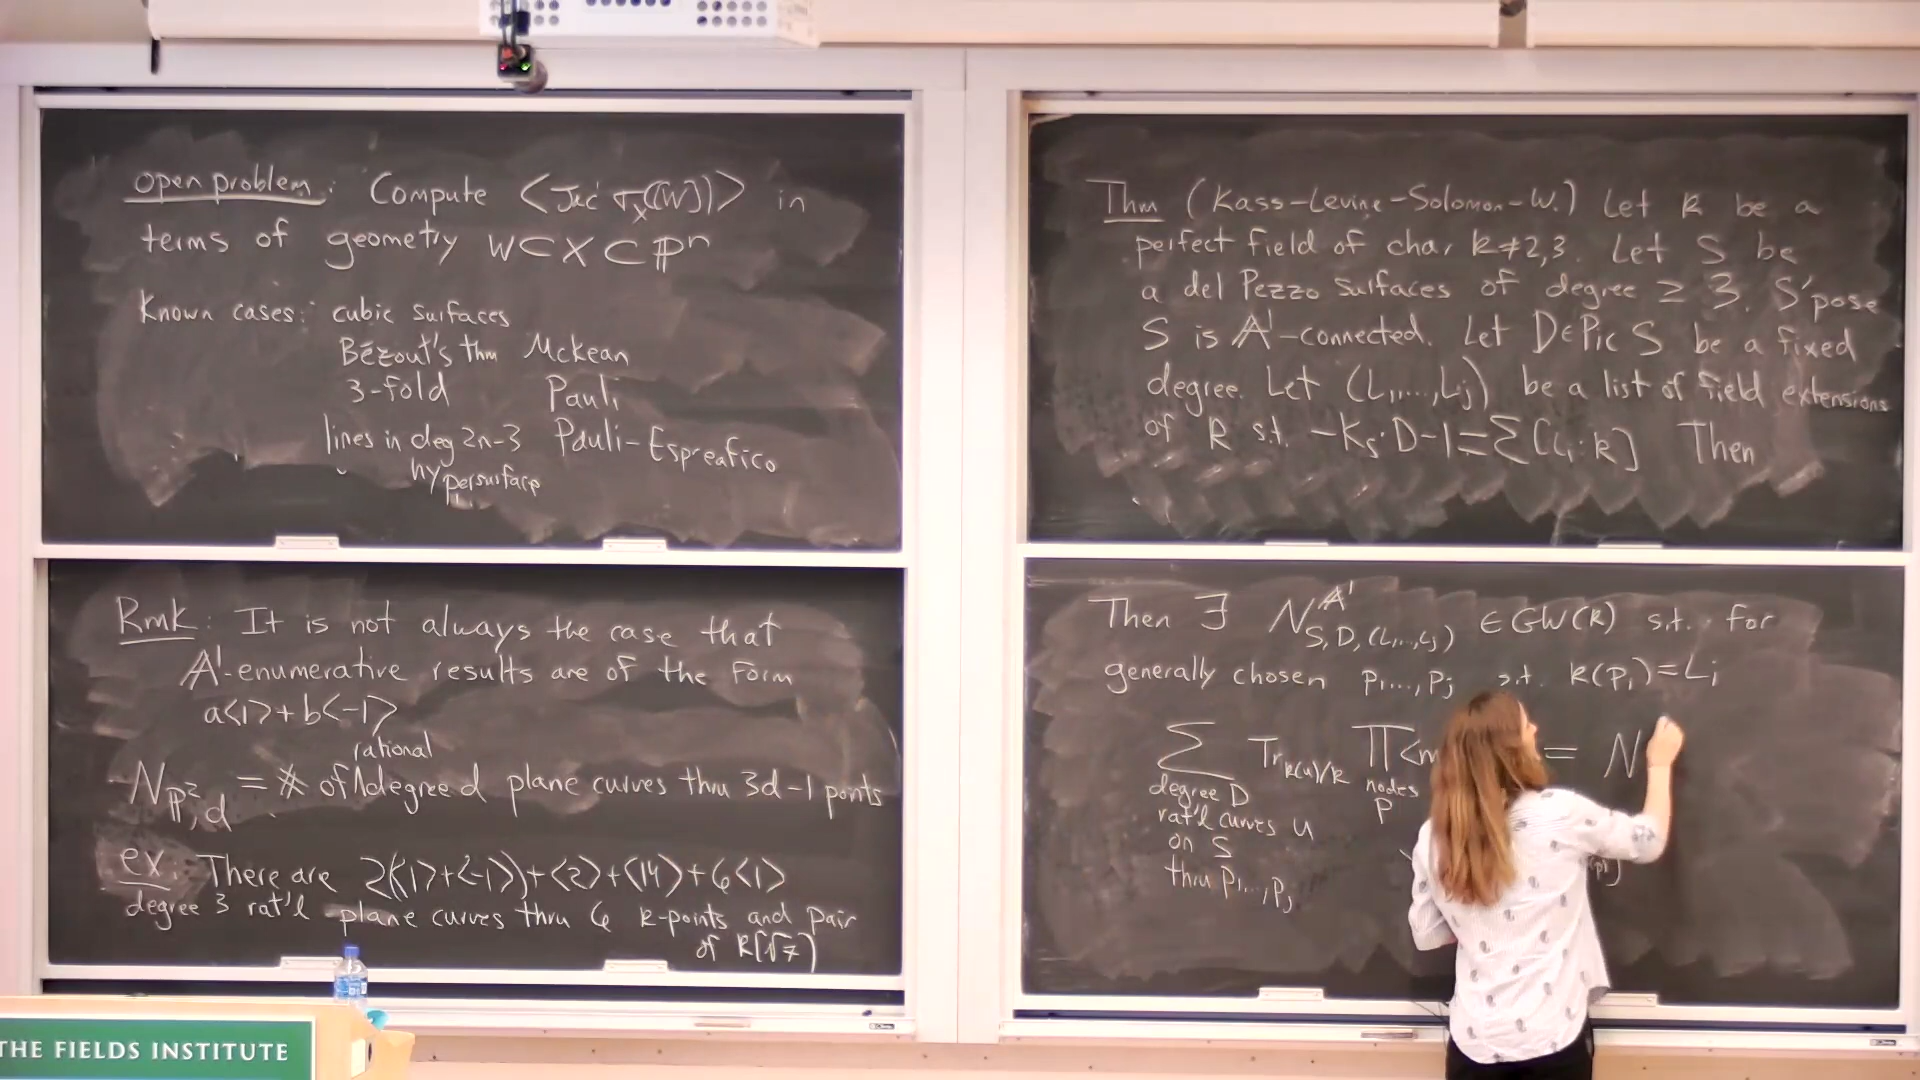 open problem: Compute <Jac σ_x([W])> in
terms of geometry W⊂X⊂ℙⁿ
Known cases: cubic surfaces
Bézout's thm McKean
3-fold Pauli
lines in deg 2n-3 Pauli-Espreafico
hypersurface
Rmk: It is not always the case that
𝔸¹-enumerative results are of the form
a<1>+b<-1>
rational
N_{ℙ²,d} = # of ∧ degree d plane curves thru 3d-1 points
ex: There are 2(<1>+<-1>)+<2>+<14>+6<1>
degree 3 rat'l plane curves thru 6 k-points and pair
of k(√7)
Thm (Kass-Levine-Solomon-W.) Let k be a
perfect field of char k≠2,3. Let S be
a del Pezzo surfaces of degree ≥ 3. S'pose
S is 𝔸¹-connected. Let D∈Pic S be a fixed
degree. Let (L₁,...,Lⱼ) be a list of field extensions
of k s.t. -K_S·D-1=Σ[Lᵢ:k] Then
Then ∃ N^{𝔸¹}_{S,D,(L₁,...,Lⱼ)} ∈GW(k) s.t. for
generally chosen p₁,...,pⱼ s.t. k(pᵢ)=Lᵢ
Σ Tr_{k(u)/k} Π <m = N
degree D nodes
rat'l curves u p
on S
thru p₁,...,pⱼ
THE FIELDS INSTITUTE